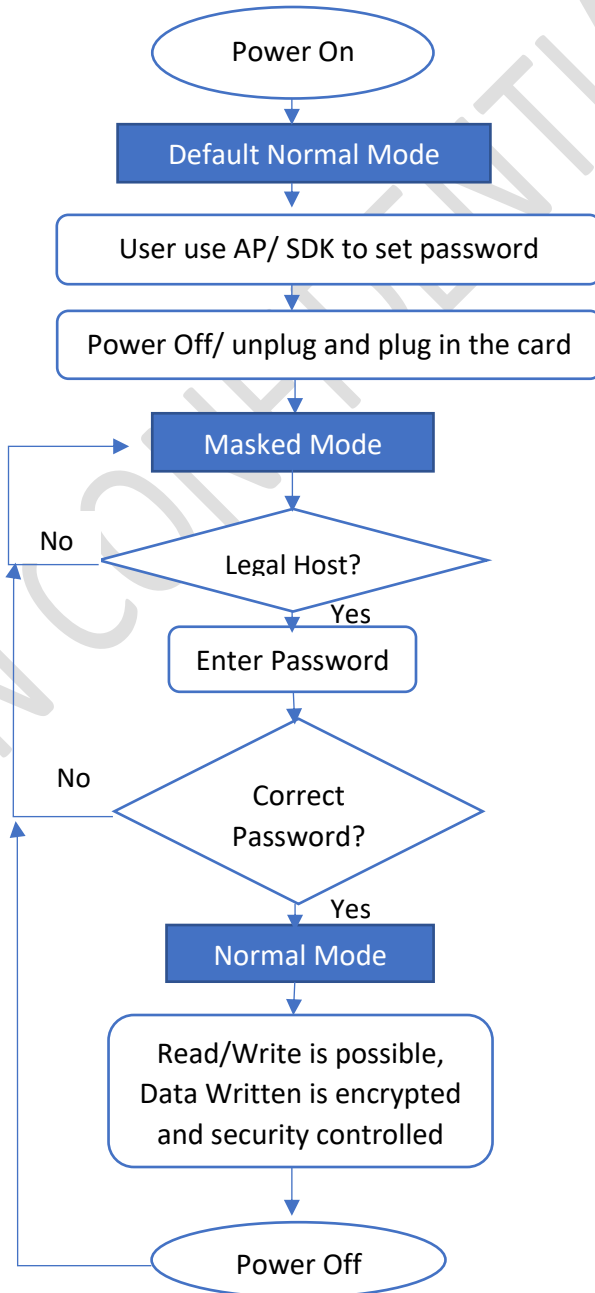 Power On
Default Normal Mode
User use AP/ SDK to set password
Power Off/ unplug and plug in the card
Masked Mode
No
Legal Host?
Yes
Enter Password
No
Correct
Password?
Yes
Normal Mode
Read/Write is possible,
Data Written is encrypted
and security controlled
Power Off